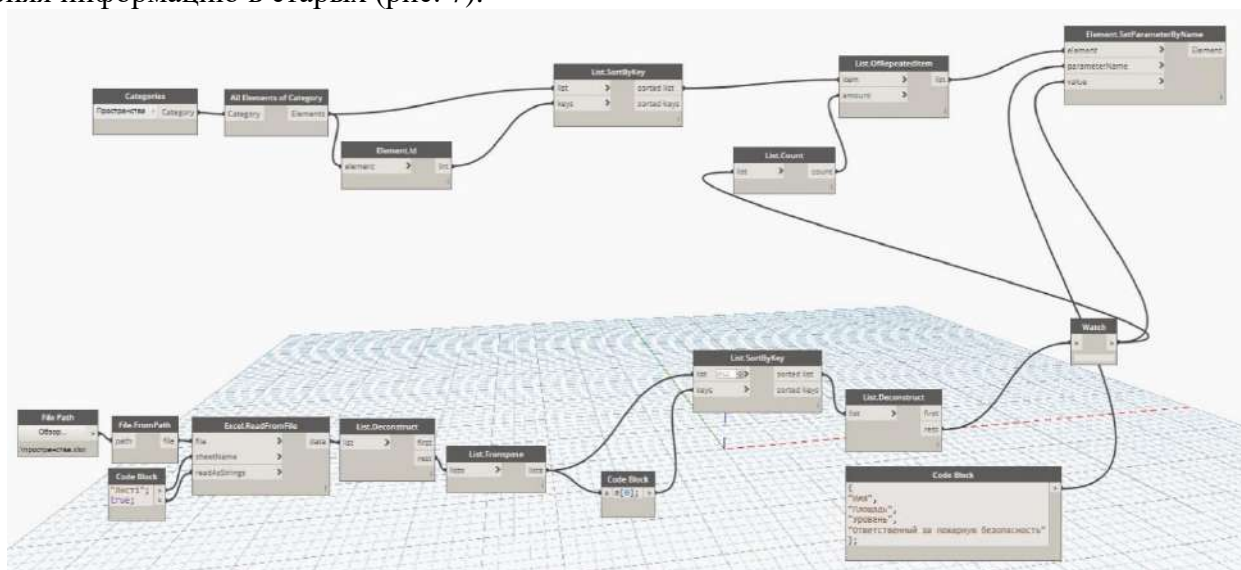 информацию в старых (рис. 7).
Element.SetParameterByName
element > Element
parameterName >
value >
List.OfRepeatedItem
item > list
amount >
List.SortByKey
list > sorted list
keys > sorted keys
Categories
Пространства Category
All Elements of Category
Category Elements
Element.Id
element > int
List.Count
list > count
Watch
> >
List.SortByKey
list > sorted list
keys > sorted keys
List.Deconstruct
list > first
rest
File Path
Обзор... >
\пространства.xlsx
File.FromPath
path file
Excel.ReadFromFile
file > data
sheetName >
readAsStrings >
List.Deconstruct
list > first
rest
List.Transpose
lists > lists
Code Block
"Лист1"; >
true; >
Code Block
a a[0]; >
Code Block
{ >
"Имя",
"Площадь",
"Уровень",
"Ответственный за пожарную безопасность"
};